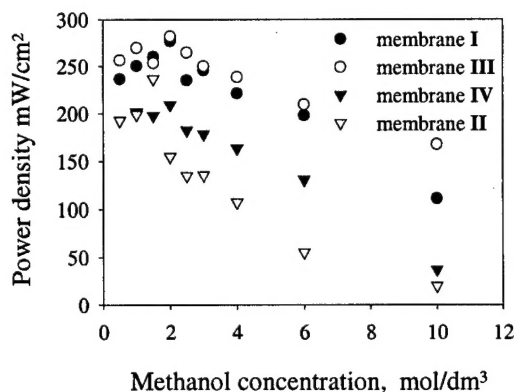 300
250
200
150
100
50
0
Power density mW/cm²
membrane I
membrane III
membrane IV
membrane II
0 2 4 6 8 10 12
Methanol concentration, mol/dm³